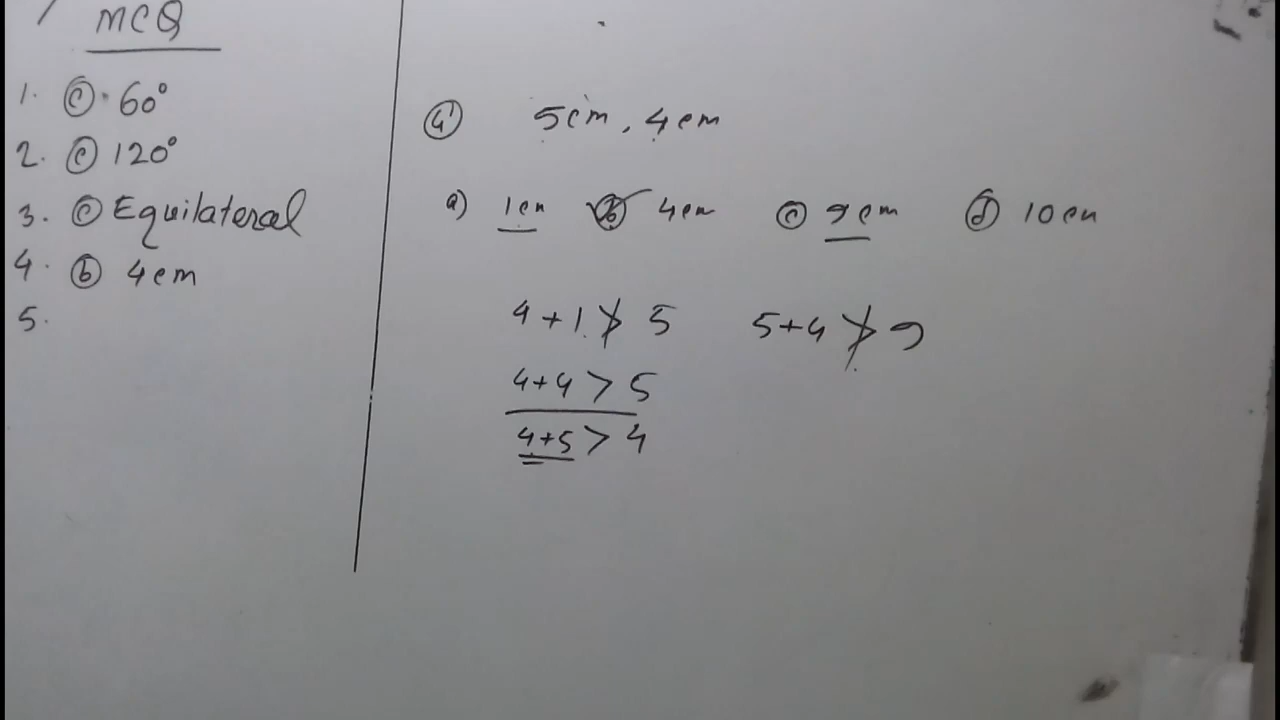 MCQ
1. ⓒ 60°
2. ⓒ 120°
3. ⓒ Equilateral
4. ⓑ 4cm
5.
④ 5cm, 4cm
a) 1cm ⓑ 4cm ⓒ 9cm ⓓ 10cm
4+1 ≯ 5 5+4 ≯ 9
4+4 > 5
4+5 > 4